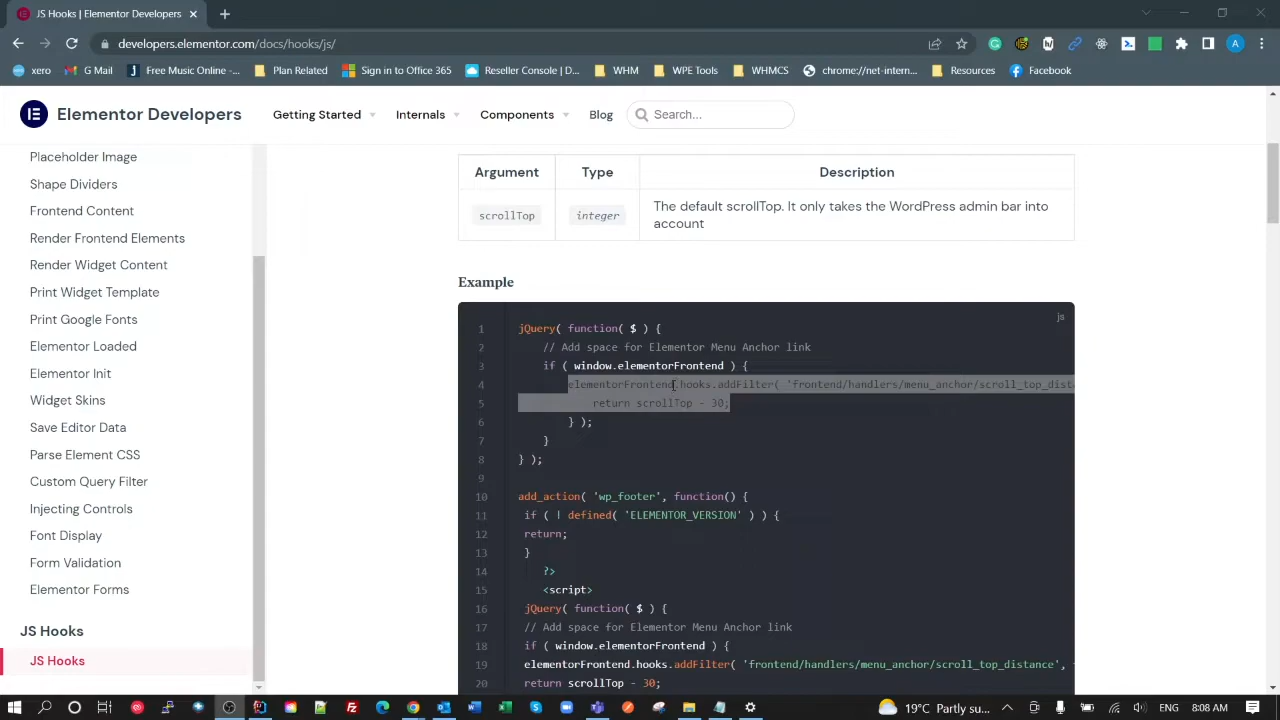 JS Hooks | Elementor Developers
developers.elementor.com/docs/hooks/js/
xero
G Mail
Free Music Online -...
Plan Related
Sign in to Office 365
Reseller Console | D...
WHM
WPE Tools
WHMCS
chrome://net-intern...
Resources
Facebook
Elementor Developers
Getting Started
Internals
Components
Blog
Search...
Placeholder Image
Shape Dividers
Frontend Content
Render Frontend Elements
Render Widget Content
Print Widget Template
Print Google Fonts
Elementor Loaded
Elementor Init
Widget Skins
Save Editor Data
Parse Element CSS
Custom Query Filter
Injecting Controls
Font Display
Form Validation
Elementor Forms
JS Hooks
JS Hooks
Argument Type Description
scrollTop integer The default scrollTop. It only takes the WordPress admin bar into
account
Example
js
1 jQuery( function( $ ) {
2 // Add space for Elementor Menu Anchor link
3 if ( window.elementorFrontend ) {
4 elementorFrontend.hooks.addFilter( 'frontend/handlers/menu_anchor/scroll_top_dist
5 return scrollTop - 30;
6 } );
7 }
8 } );
9
10 add_action( 'wp_footer', function() {
11 if ( ! defined( 'ELEMENTOR_VERSION' ) ) {
12 return;
13 }
14 ?>
15 <script>
16 jQuery( function( $ ) {
17 // Add space for Elementor Menu Anchor link
18 if ( window.elementorFrontend ) {
19 elementorFrontend.hooks.addFilter( 'frontend/handlers/menu_anchor/scroll_top_distance',
20 return scrollTop - 30;
19°C Partly su...
ENG
8:08 AM